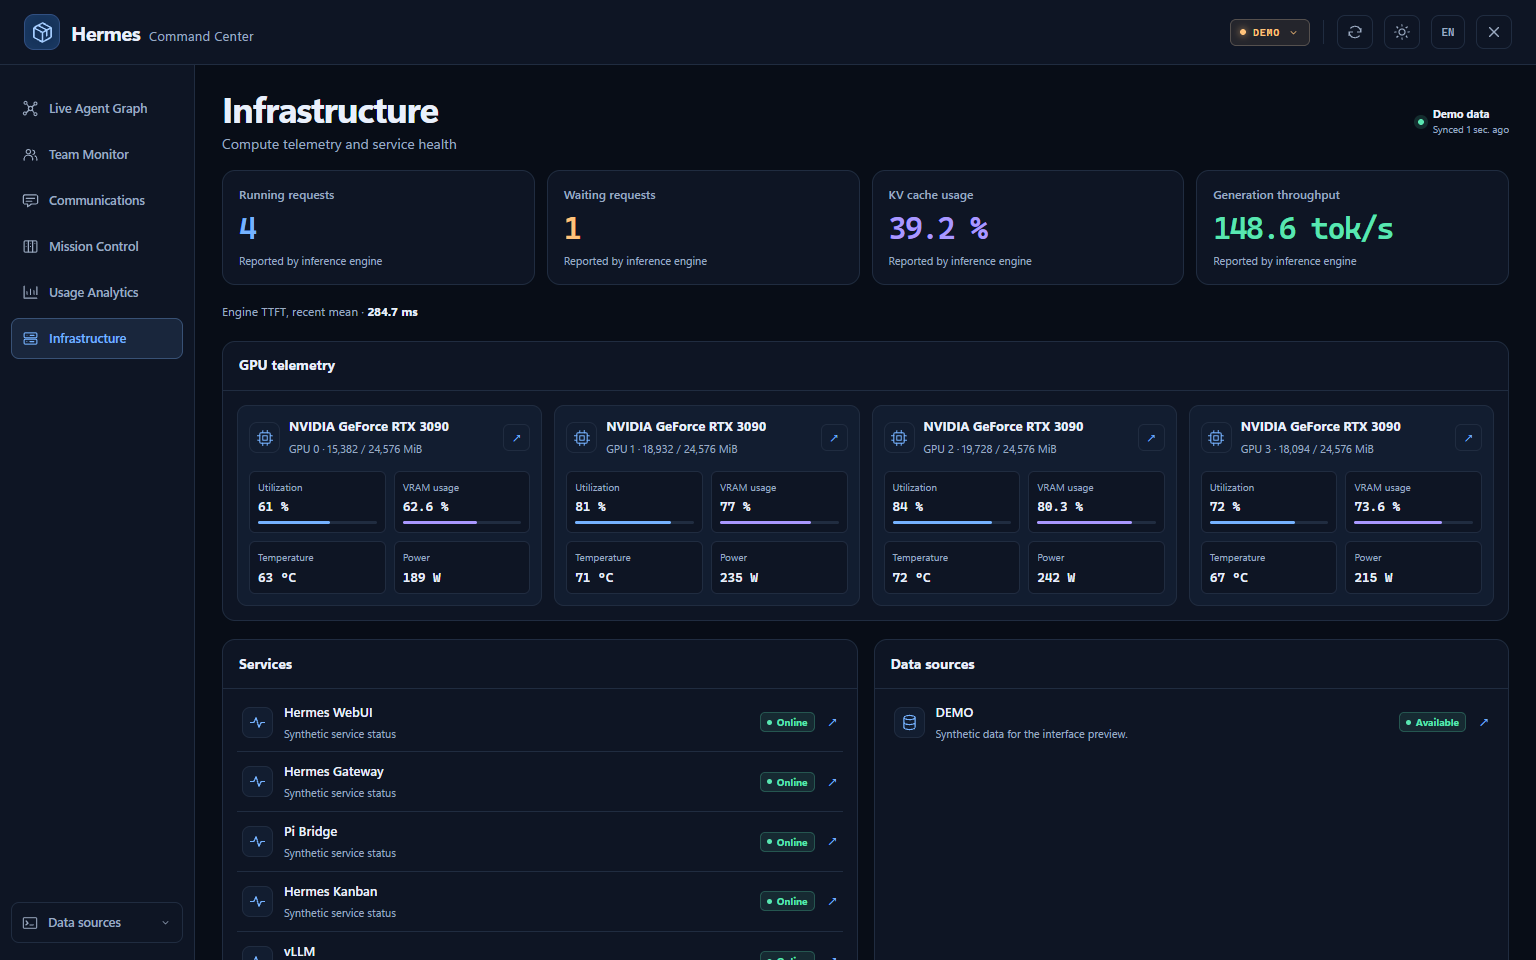 Hermes Command Center
DEMO
EN
Live Agent Graph
Team Monitor
Communications
Mission Control
Usage Analytics
Infrastructure
Data sources
Infrastructure
Compute telemetry and service health
Demo data
Synced 1 sec. ago
Running requests
4
Reported by inference engine
Waiting requests
1
Reported by inference engine
KV cache usage
39.2 %
Reported by inference engine
Generation throughput
148.6 tok/s
Reported by inference engine
Engine TTFT, recent mean · 284.7 ms
GPU telemetry
NVIDIA GeForce RTX 3090
GPU 0 · 15,382 / 24,576 MiB
Utilization
61 %
VRAM usage
62.6 %
Temperature
63 °C
Power
189 W
NVIDIA GeForce RTX 3090
GPU 1 · 18,932 / 24,576 MiB
Utilization
81 %
VRAM usage
77 %
Temperature
71 °C
Power
235 W
NVIDIA GeForce RTX 3090
GPU 2 · 19,728 / 24,576 MiB
Utilization
84 %
VRAM usage
80.3 %
Temperature
72 °C
Power
242 W
NVIDIA GeForce RTX 3090
GPU 3 · 18,094 / 24,576 MiB
Utilization
72 %
VRAM usage
73.6 %
Temperature
67 °C
Power
215 W
Services
Hermes WebUI
Synthetic service status
Online
Hermes Gateway
Synthetic service status
Online
Pi Bridge
Synthetic service status
Online
Hermes Kanban
Synthetic service status
Online
vLLM
Online
Data sources
DEMO
Synthetic data for the interface preview.
Available